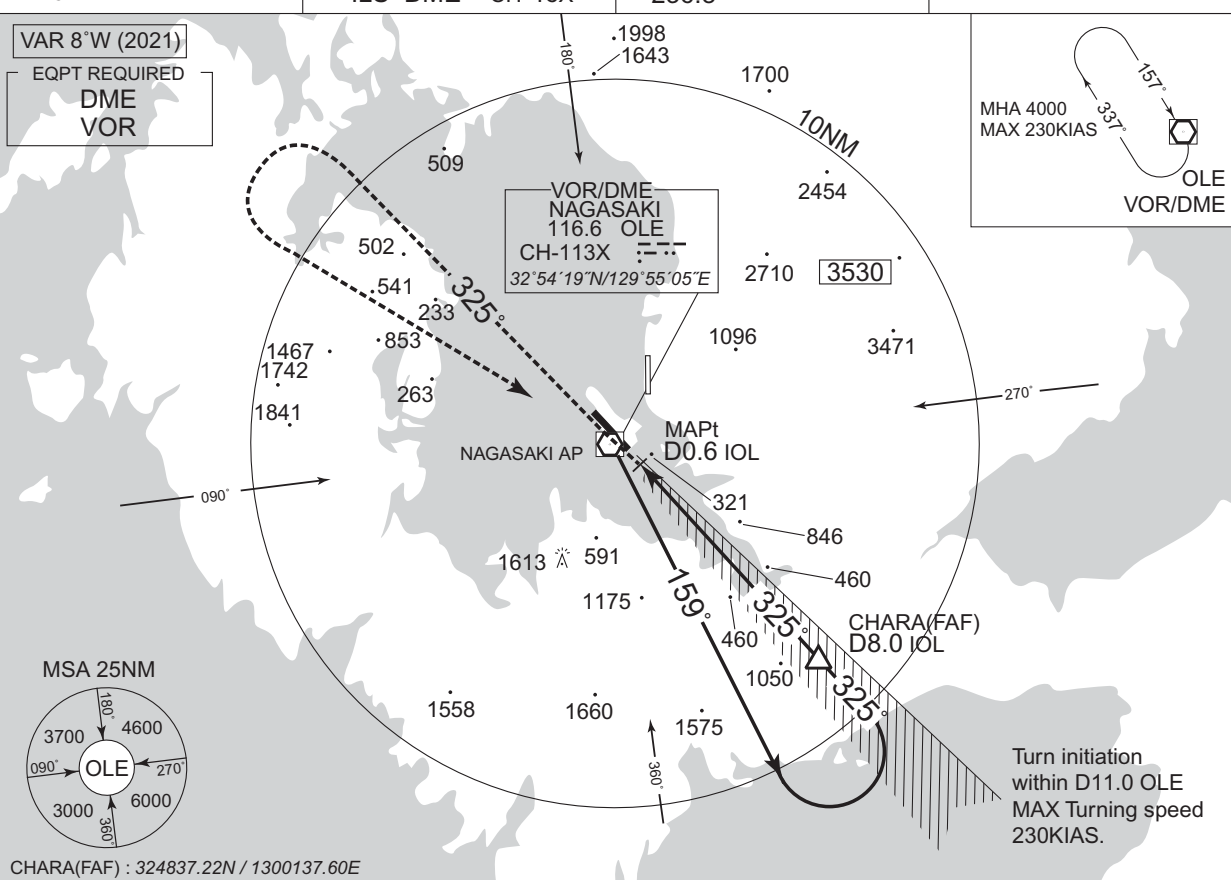 VAR 8°W (2021)
EQPT REQUIRED
DME
VOR
180°
1998
1643
1700
10NM
157°
337°
MHA 4000
MAX 230KIAS
OLE
VOR/DME
509
2454
VOR/DME
NAGASAKI
116.6 OLE
CH-113X
32°54´19˝N/129°55´05˝E
502
2710
3530
541
325°
233
853
1096
3471
1467
1742
263
270°
1841
MAPt
D0.6 IOL
NAGASAKI AP
090°
321
846
1613
591
460
1175
159°
325°
460
CHARA(FAF)
D8.0 IOL
1050
325°
MSA 25NM
180°
3700
4600
090°
OLE
270°
3000
6000
360°
1558
1660
1575
360°
Turn initiation
within D11.0 OLE
MAX Turning speed
230KIAS.
CHARA(FAF) : 324837.22N / 1300137.60E